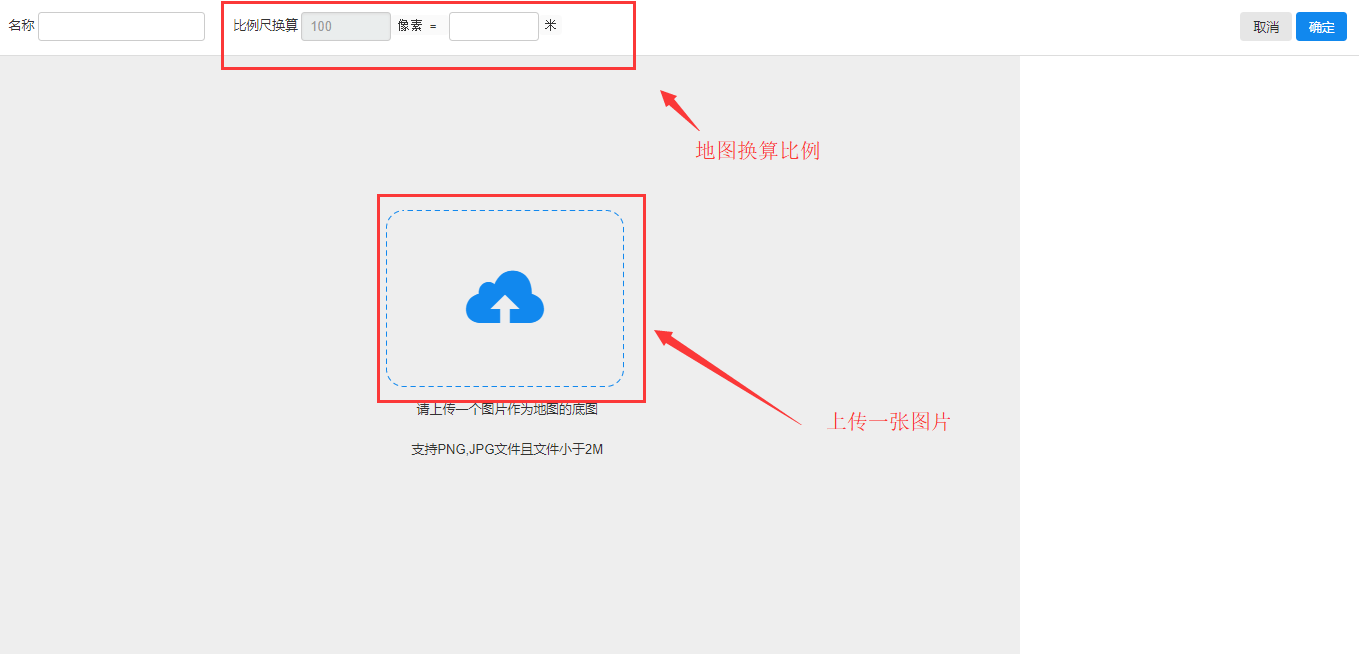 名称 比例尺换算 100 像素 = 米 取消 确定
地图换算比例
上传一张图片
请上传一个图片作为地图的底图
支持PNG,JPG文件且文件小于2M